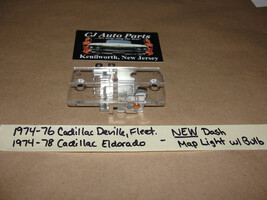 CJ Auto Parts
Kenilworth, New Jersey
1974-76 Cadillac Deville, Fleet. - NEW Dash
1974-78 Cadillac Eldorado Map Light w/ Bulb